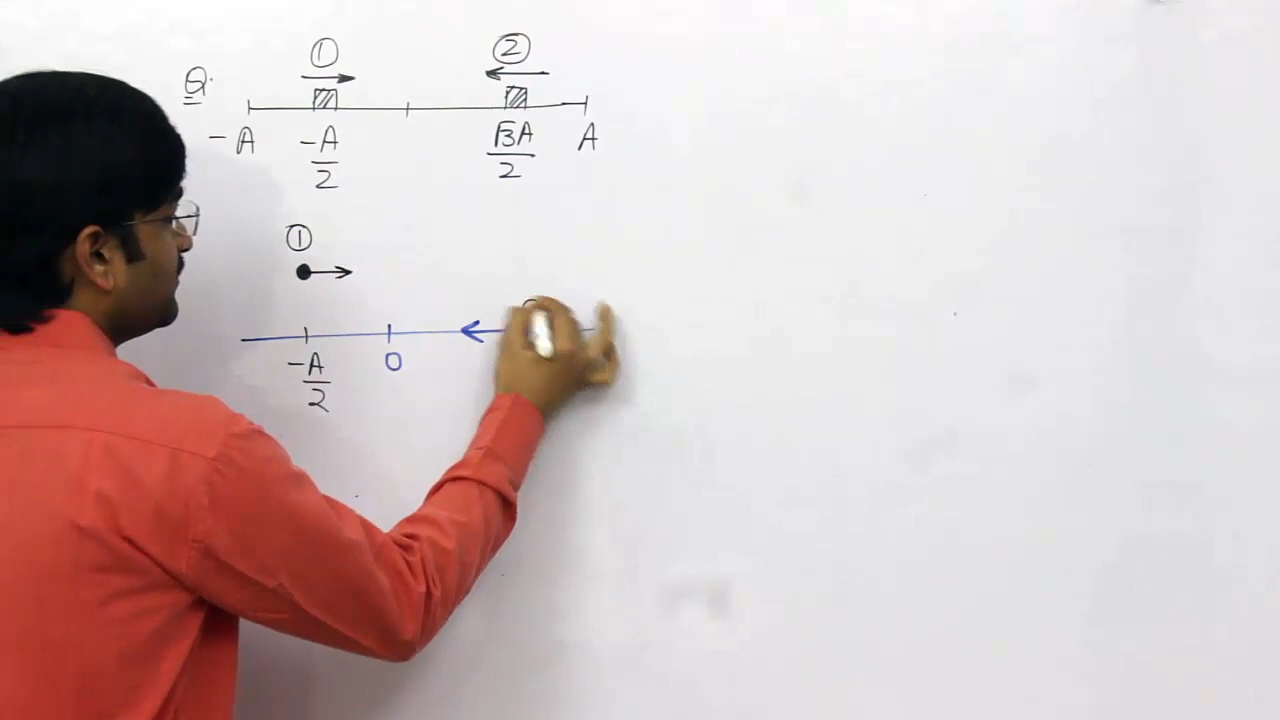 ① ②
Q.
-A -A/2 √3A/2 A
①
-A/2 0